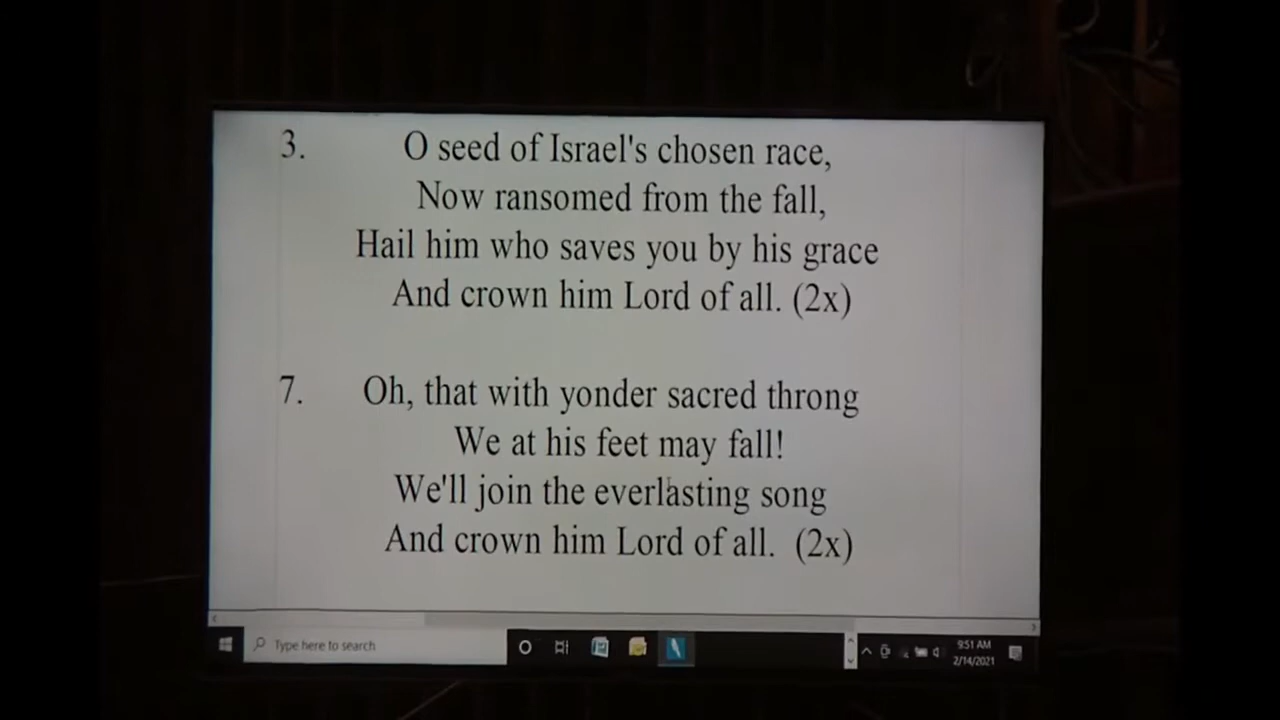 3. O seed of Israel's chosen race,
Now ransomed from the fall,
Hail him who saves you by his grace
And crown him Lord of all. (2x)
7. Oh, that with yonder sacred throng
We at his feet may fall!
We'll join the everlasting song
And crown him Lord of all. (2x)
Type here to search
9:51 AM
2/14/2021